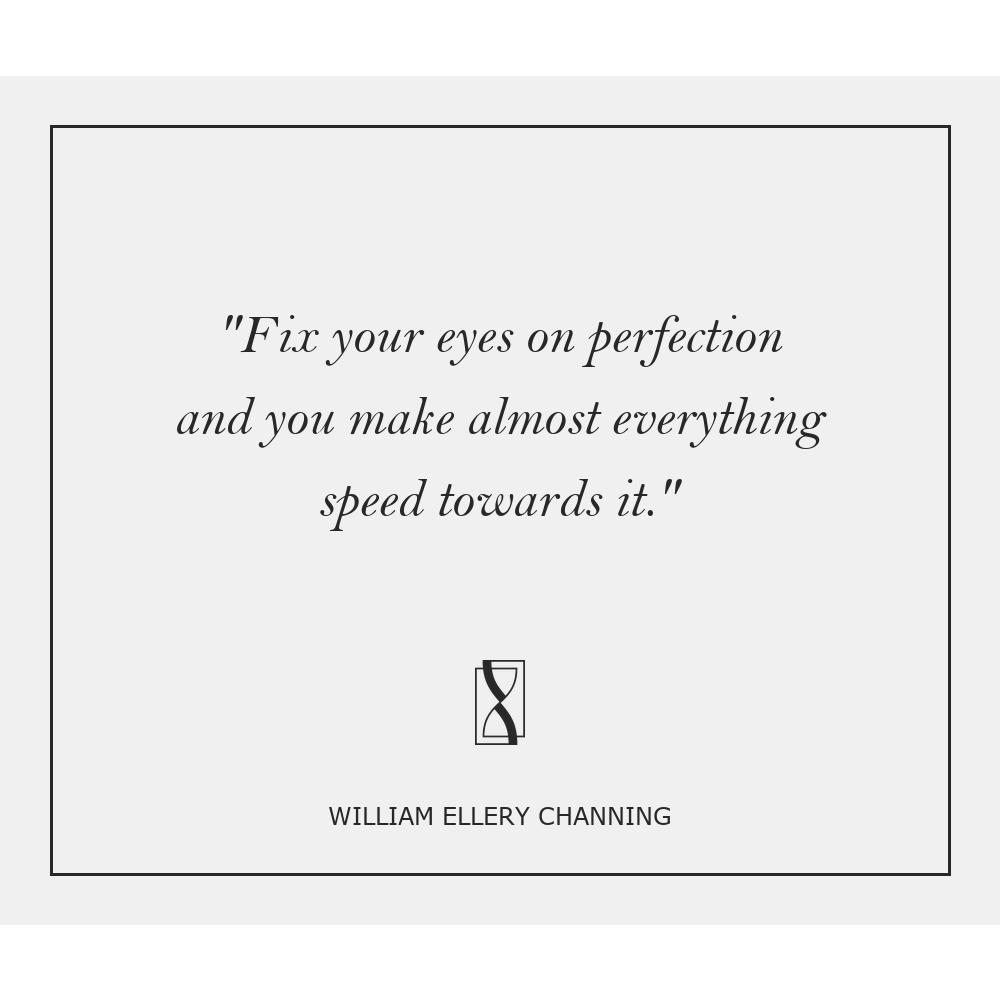 "Fix your eyes on perfection
and you make almost everything
speed towards it."
WILLIAM ELLERY CHANNING